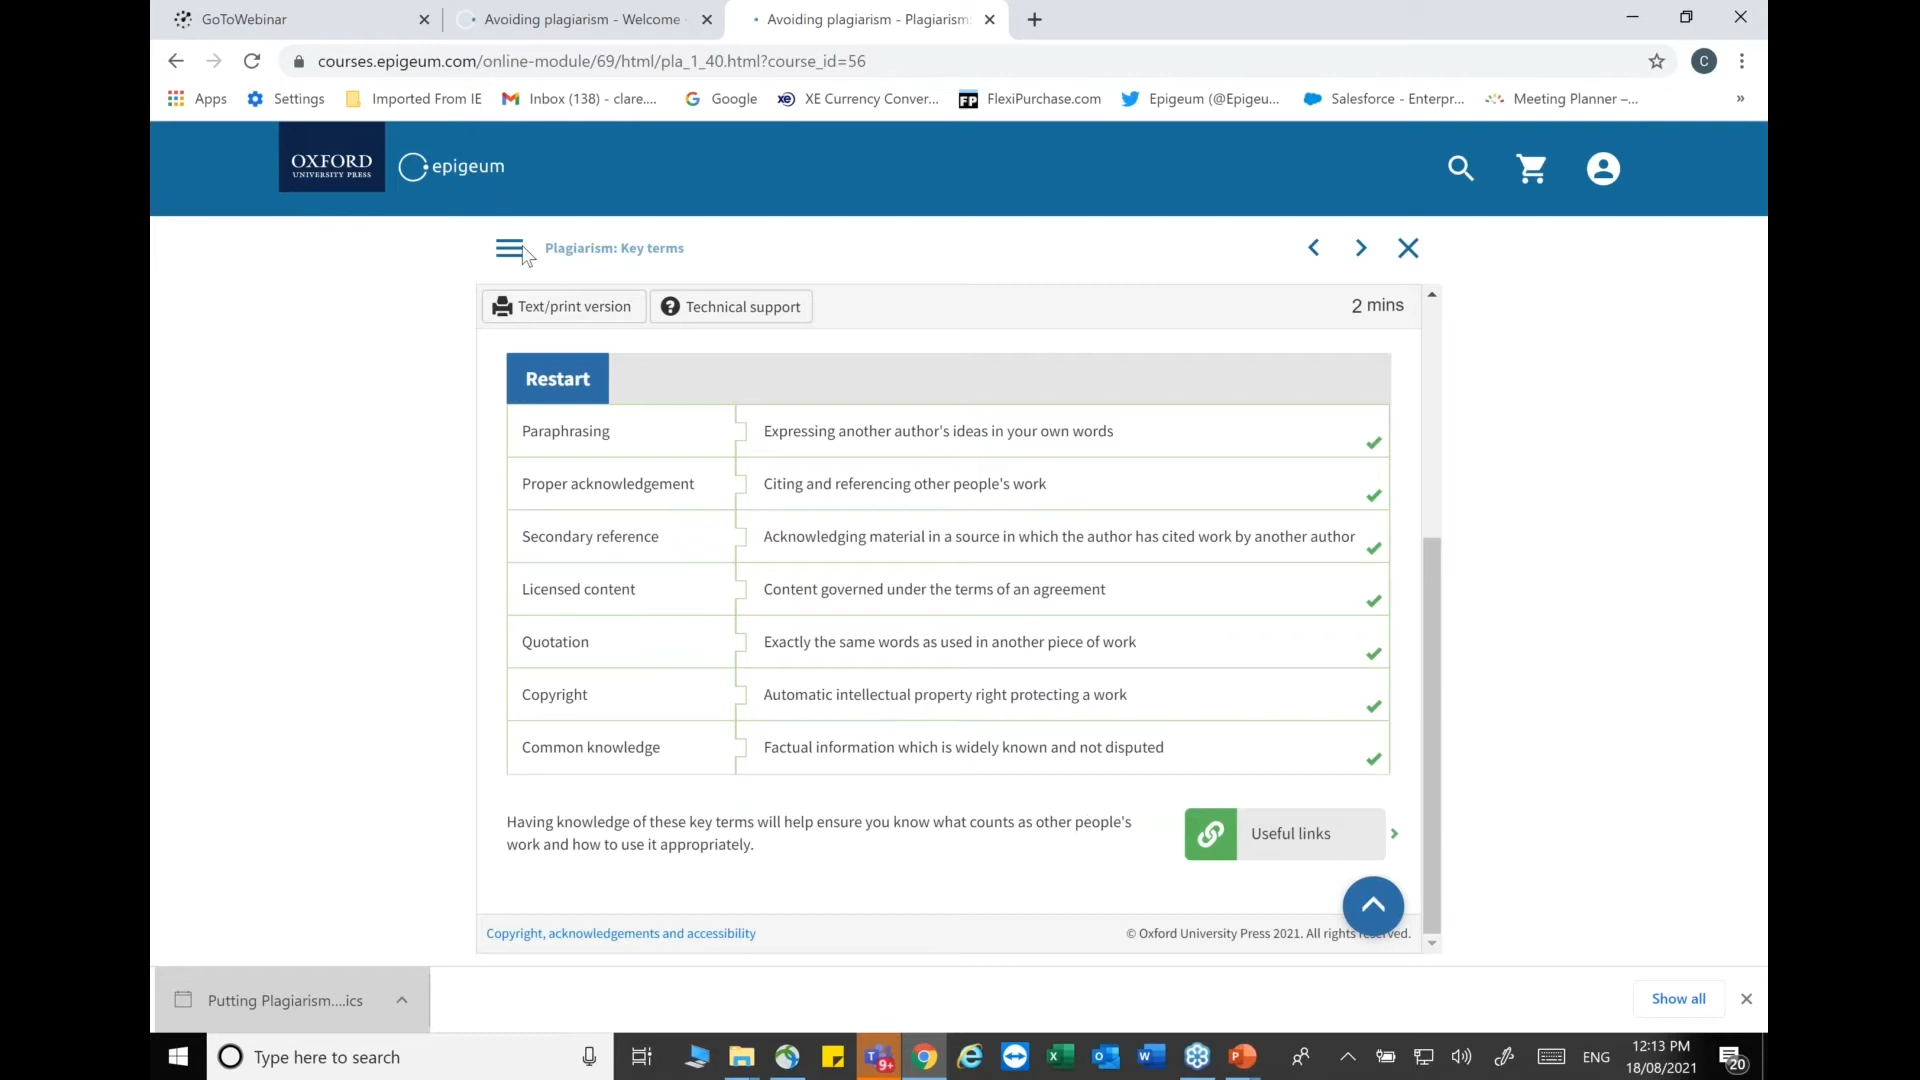 GoToWebinar
Avoiding plagiarism - Welcome
Avoiding plagiarism - Plagiarism:
courses.epigeum.com/online-module/69/html/pla_1_40.html?course_id=56
C
Apps
Settings
Imported From IE
Inbox (138) - clare....
Google
XE Currency Conver...
FlexiPurchase.com
Epigeum (@Epigeu...
Salesforce - Enterpr...
Meeting Planner –...
»
OXFORD
UNIVERSITY PRESS
epigeum
Plagiarism: Key terms
Text/print version
Technical support
2 mins
Restart
Paraphrasing
Expressing another author's ideas in your own words
Proper acknowledgement
Citing and referencing other people's work
Secondary reference
Acknowledging material in a source in which the author has cited work by another author
Licensed content
Content governed under the terms of an agreement
Quotation
Exactly the same words as used in another piece of work
Copyright
Automatic intellectual property right protecting a work
Common knowledge
Factual information which is widely known and not disputed
Having knowledge of these key terms will help ensure you know what counts as other people's
work and how to use it appropriately.
Useful links
Copyright, acknowledgements and accessibility
© Oxford University Press 2021. All rights reserved.
Putting Plagiarism....ics
Show all
Type here to search
9+
ENG
12:13 PM
18/08/2021
20